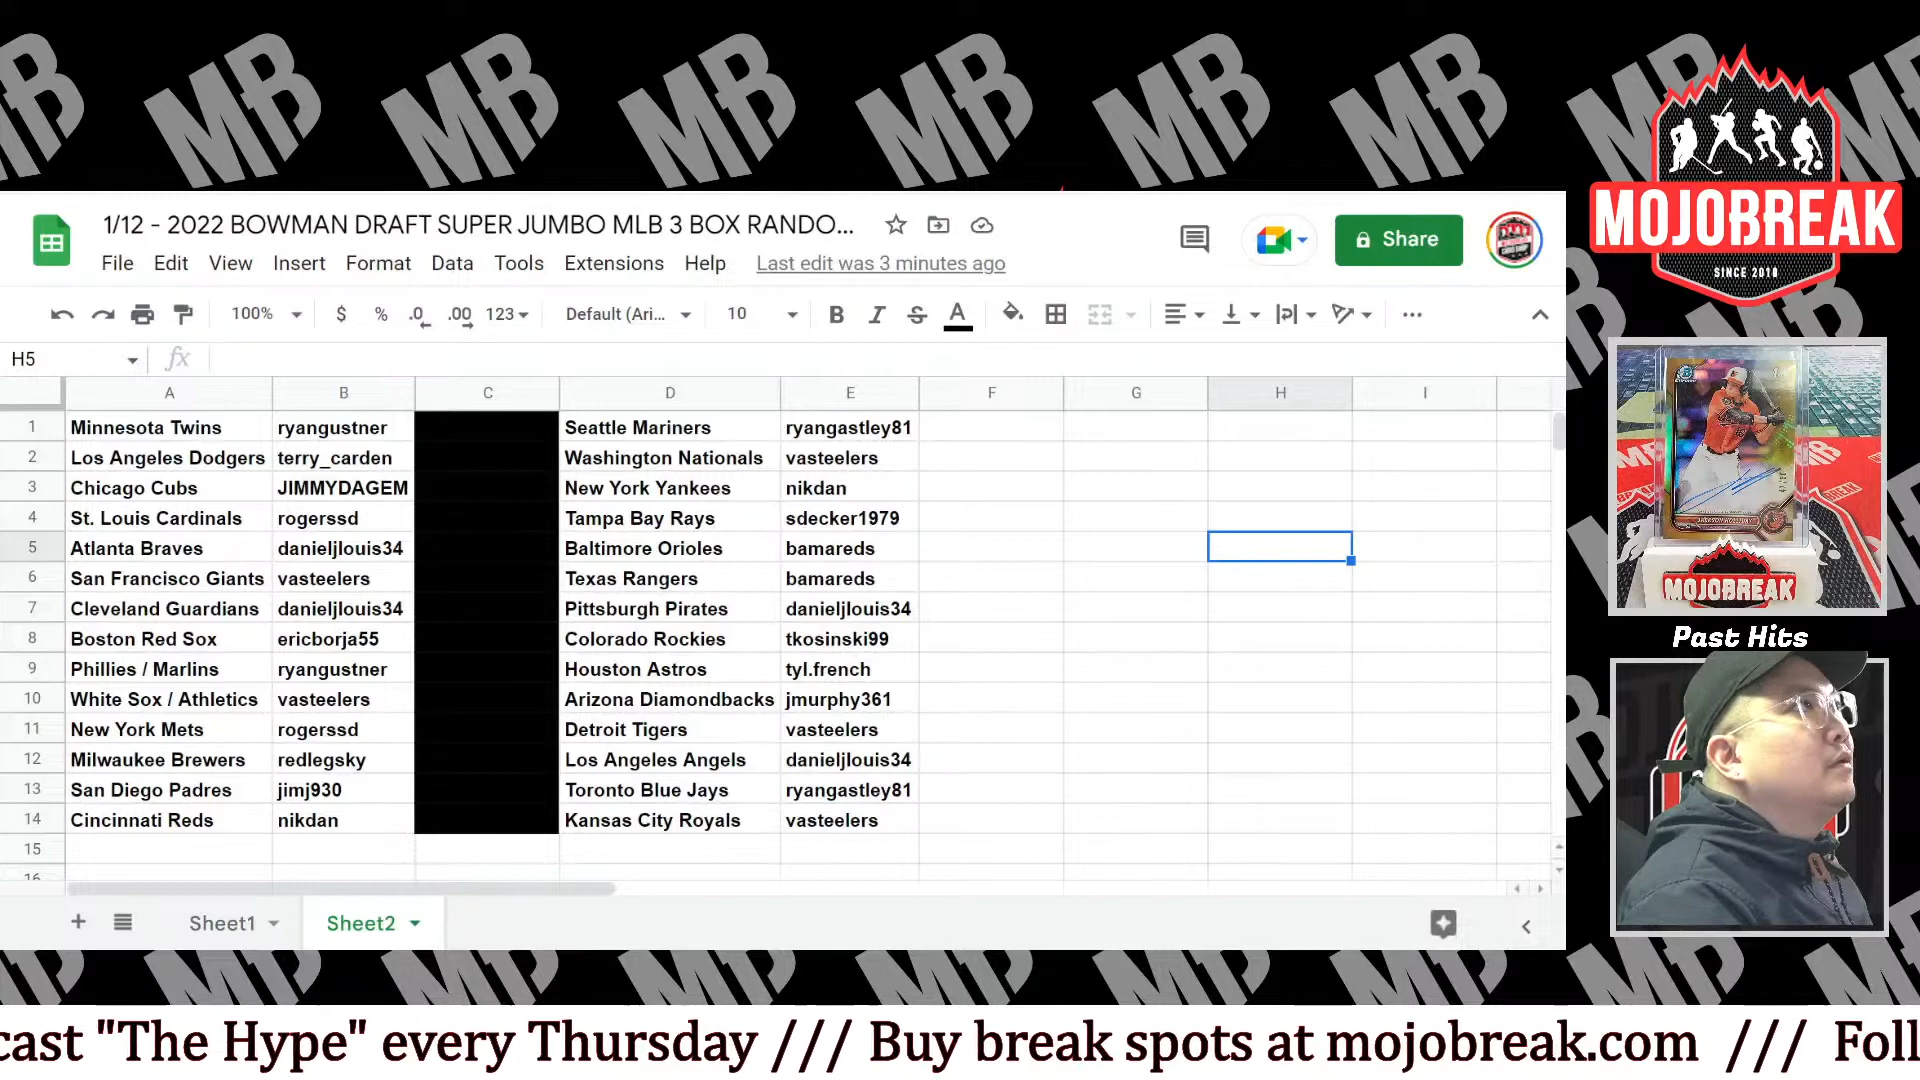 MB MB MB MB MB MB MB
MOJOBREAK
SINCE 2010
1/12 - 2022 BOWMAN DRAFT SUPER JUMBO MLB 3 BOX RANDO...
Share
File Edit View Insert Format Data Tools Extensions Help Last edit was 3 minutes ago
100% $ % .0 .00 123 Default (Ari... 10 B I S A
H5 fx
A B C D E F G H I
1 Minnesota Twins ryangustner Seattle Mariners ryangastley81
2 Los Angeles Dodgers terry_carden Washington Nationals vasteelers
3 Chicago Cubs JIMMYDAGEM New York Yankees nikdan
4 St. Louis Cardinals rogerssd Tampa Bay Rays sdecker1979
5 Atlanta Braves danieljlouis34 Baltimore Orioles bamareds
6 San Francisco Giants vasteelers Texas Rangers bamareds
7 Cleveland Guardians danieljlouis34 Pittsburgh Pirates danieljlouis34
8 Boston Red Sox ericborja55 Colorado Rockies tkosinski99
9 Phillies / Marlins ryangustner Houston Astros tyl.french
10 White Sox / Athletics vasteelers Arizona Diamondbacks jmurphy361
11 New York Mets rogerssd Detroit Tigers vasteelers
12 Milwaukee Brewers redlegsky Los Angeles Angels danieljlouis34
13 San Diego Padres jimj930 Toronto Blue Jays ryangastley81
14 Cincinnati Reds nikdan Kansas City Royals vasteelers
15
16
Sheet1 Sheet2
JACKSON HOLLIDAY
MOJOBREAK
Past Hits
cast "The Hype" every Thursday /// Buy break spots at mojobreak.com /// Foll